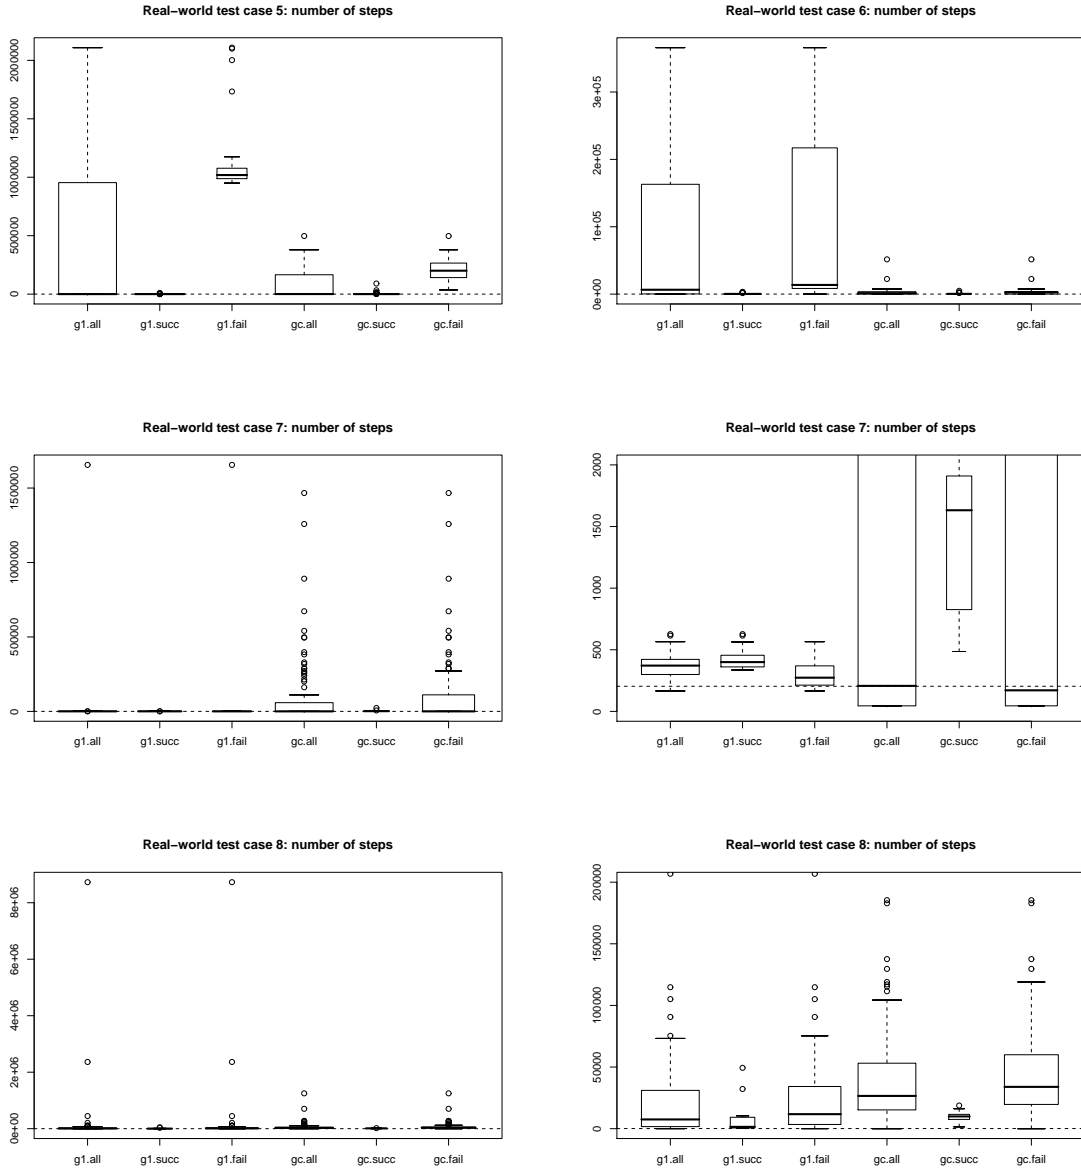 Real−world test case 5: number of steps
2000000
1500000
1000000
500000
0
g1.all g1.succ g1.fail gc.all gc.succ gc.fail
Real−world test case 6: number of steps
3e+05
2e+05
1e+05
0e+00
g1.all g1.succ g1.fail gc.all gc.succ gc.fail
Real−world test case 7: number of steps
1500000
1000000
500000
0
g1.all g1.succ g1.fail gc.all gc.succ gc.fail
Real−world test case 7: number of steps
2000
1500
1000
500
0
g1.all g1.succ g1.fail gc.all gc.succ gc.fail
Real−world test case 8: number of steps
8e+06
6e+06
4e+06
2e+06
0e+00
g1.all g1.succ g1.fail gc.all gc.succ gc.fail
Real−world test case 8: number of steps
200000
150000
100000
50000
0
g1.all g1.succ g1.fail gc.all gc.succ gc.fail